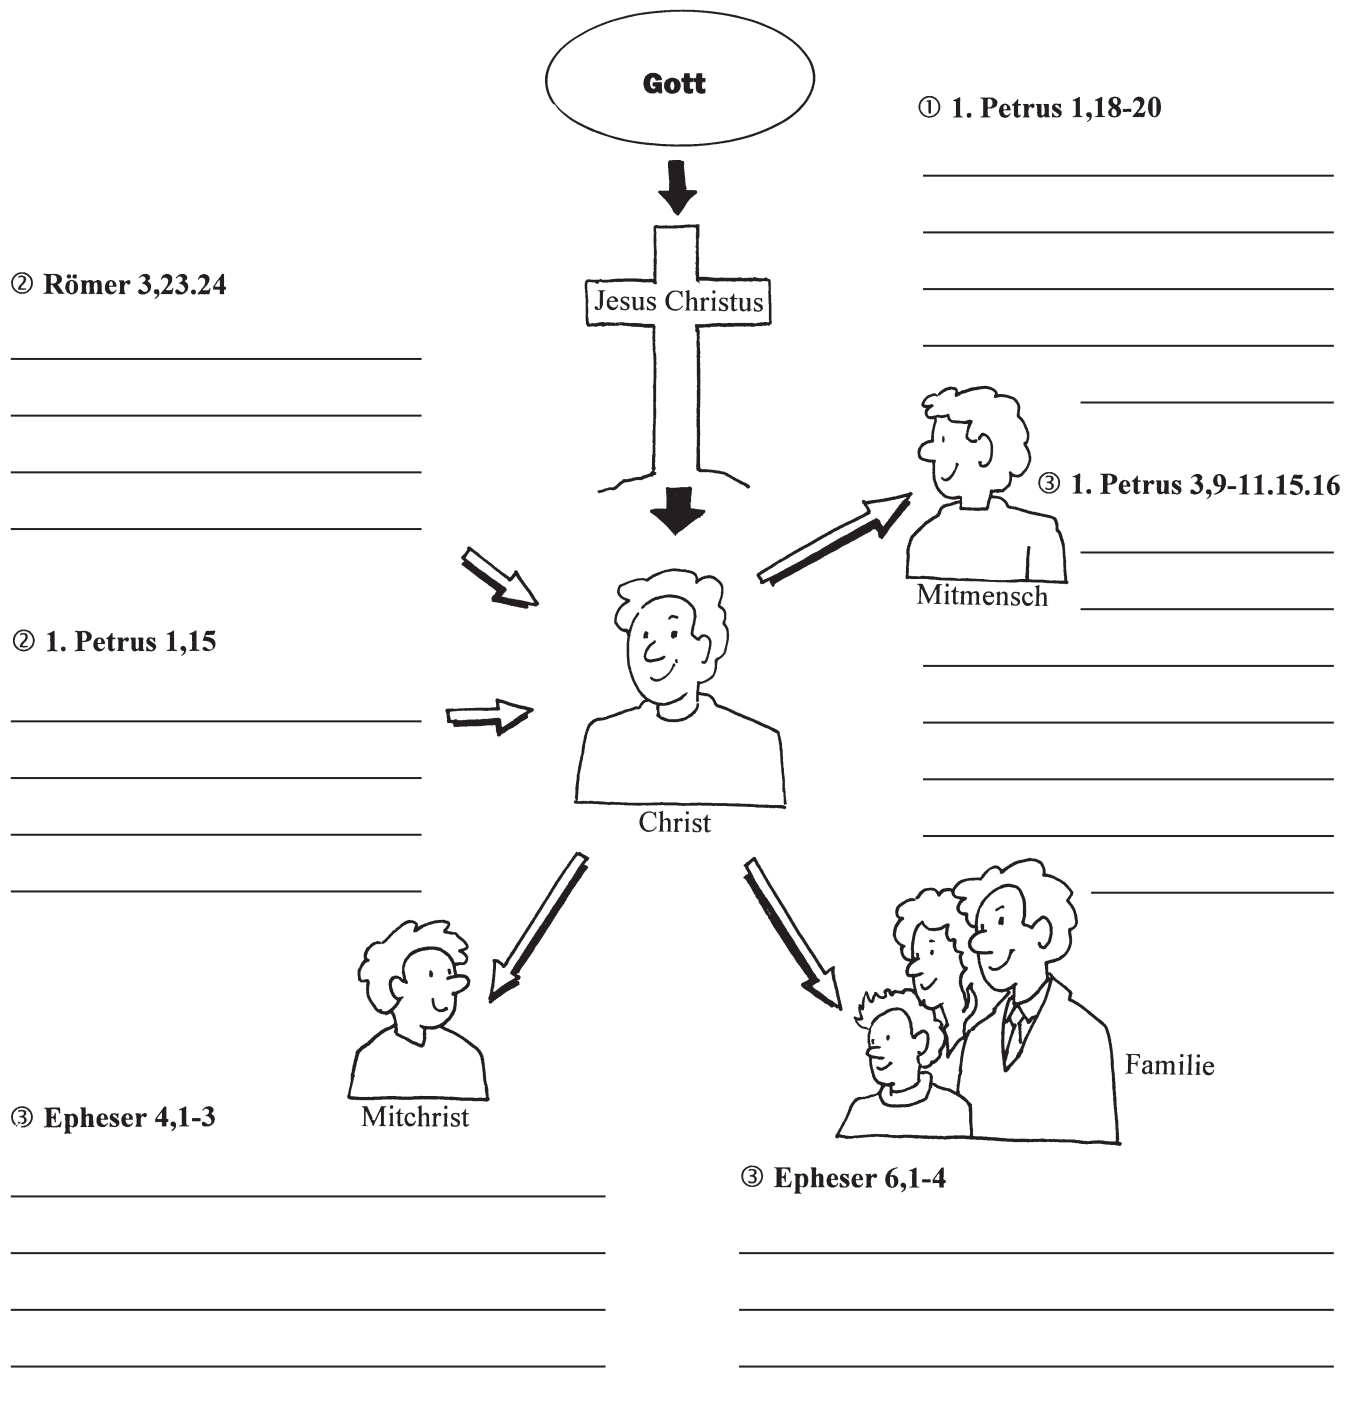 Gott
① 1. Petrus 1,18-20
② Römer 3,23.24
Jesus Christus
③ 1. Petrus 3,9-11.15.16
Mitmensch
② 1. Petrus 1,15
Christ
Familie
③ Epheser 4,1-3
Mitchrist
③ Epheser 6,1-4